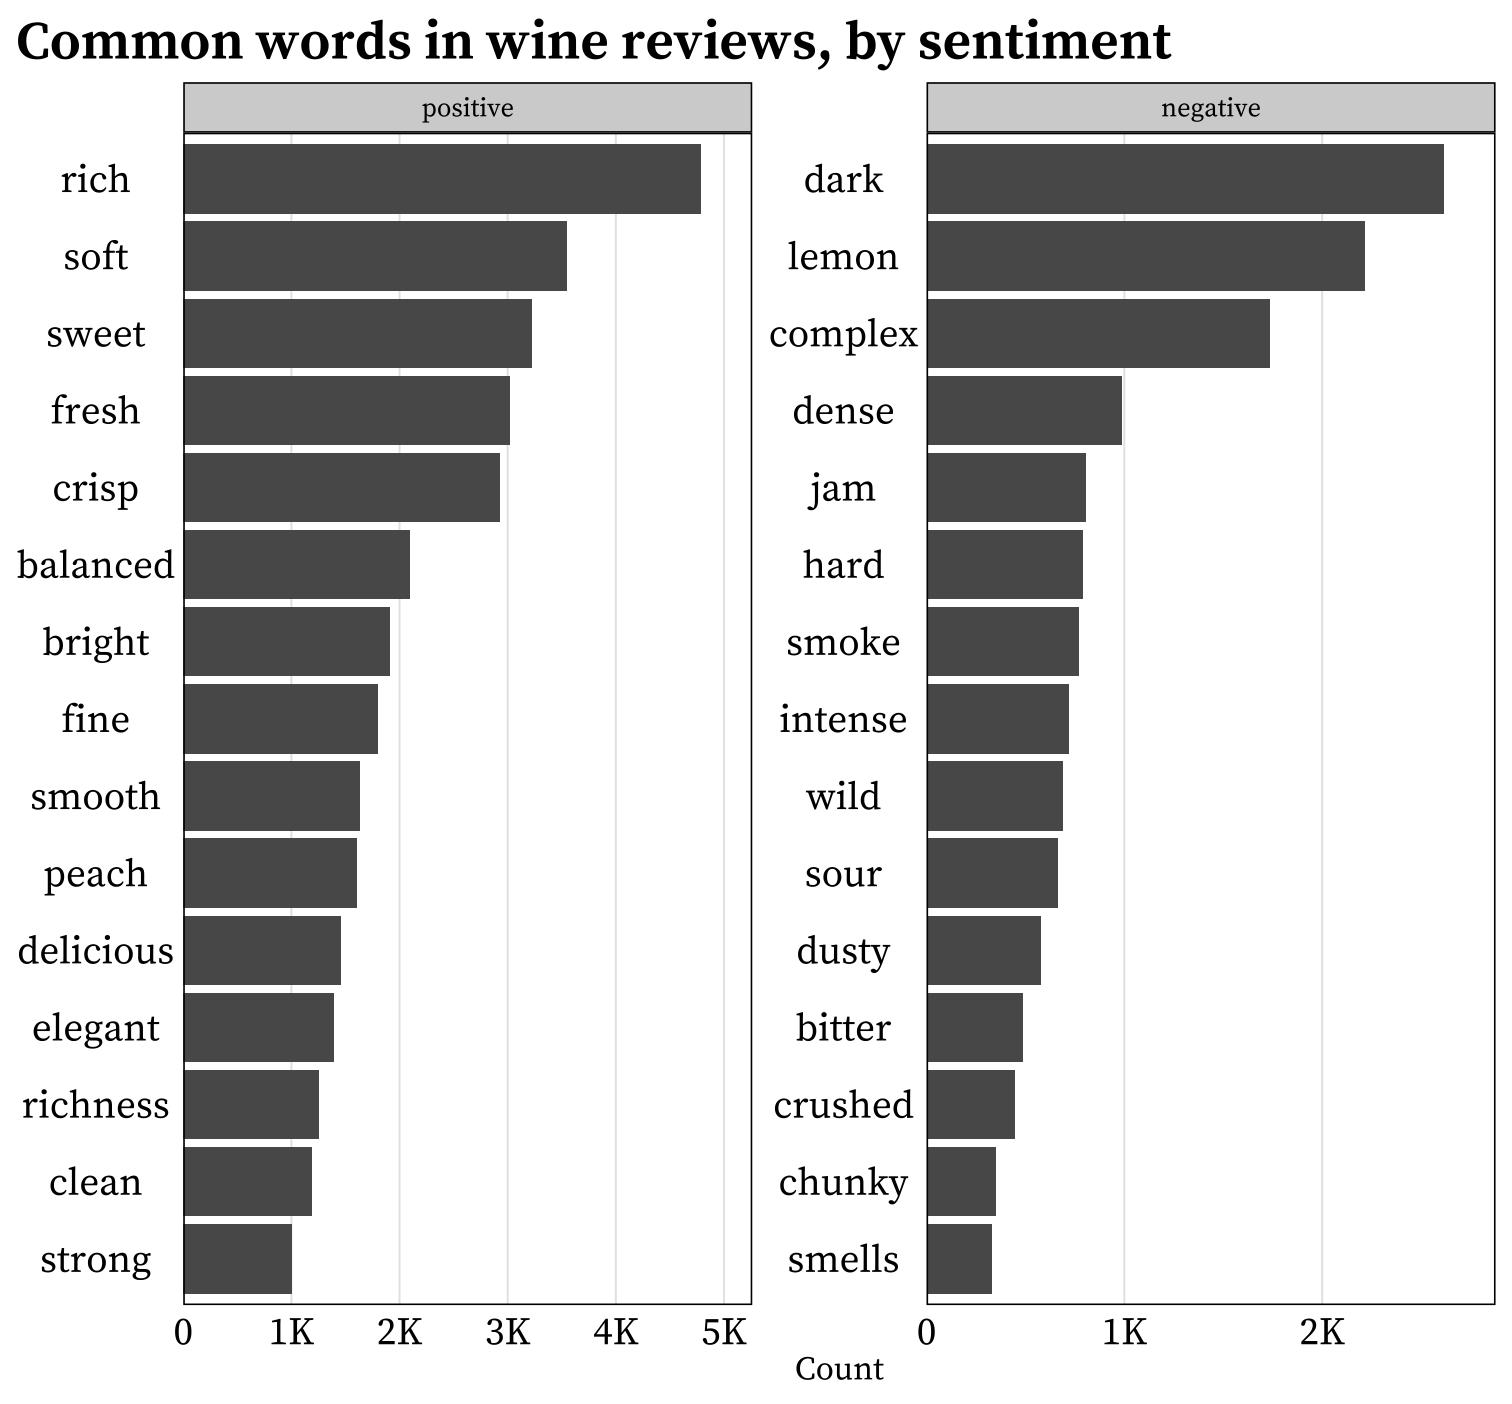 Common words in wine reviews, by sentiment
positive
rich
soft
sweet
fresh
crisp
balanced
bright
fine
smooth
peach
delicious
elegant
richness
clean
strong
0 1K 2K 3K 4K 5K
negative
dark
lemon
complex
dense
jam
hard
smoke
intense
wild
sour
dusty
bitter
crushed
chunky
smells
0 1K 2K
Count